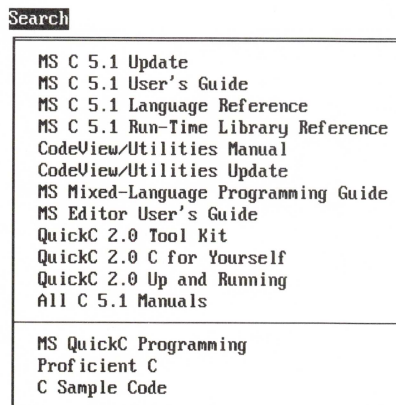 Search
MS C 5.1 Update
MS C 5.1 User's Guide
MS C 5.1 Language Reference
MS C 5.1 Run-Time Library Reference
CodeView/Utilities Manual
CodeView/Utilities Update
MS Mixed-Language Programming Guide
MS Editor User's Guide
QuickC 2.0 Tool Kit
QuickC 2.0 C for Yourself
QuickC 2.0 Up and Running
All C 5.1 Manuals
MS QuickC Programming
Proficient C
C Sample Code